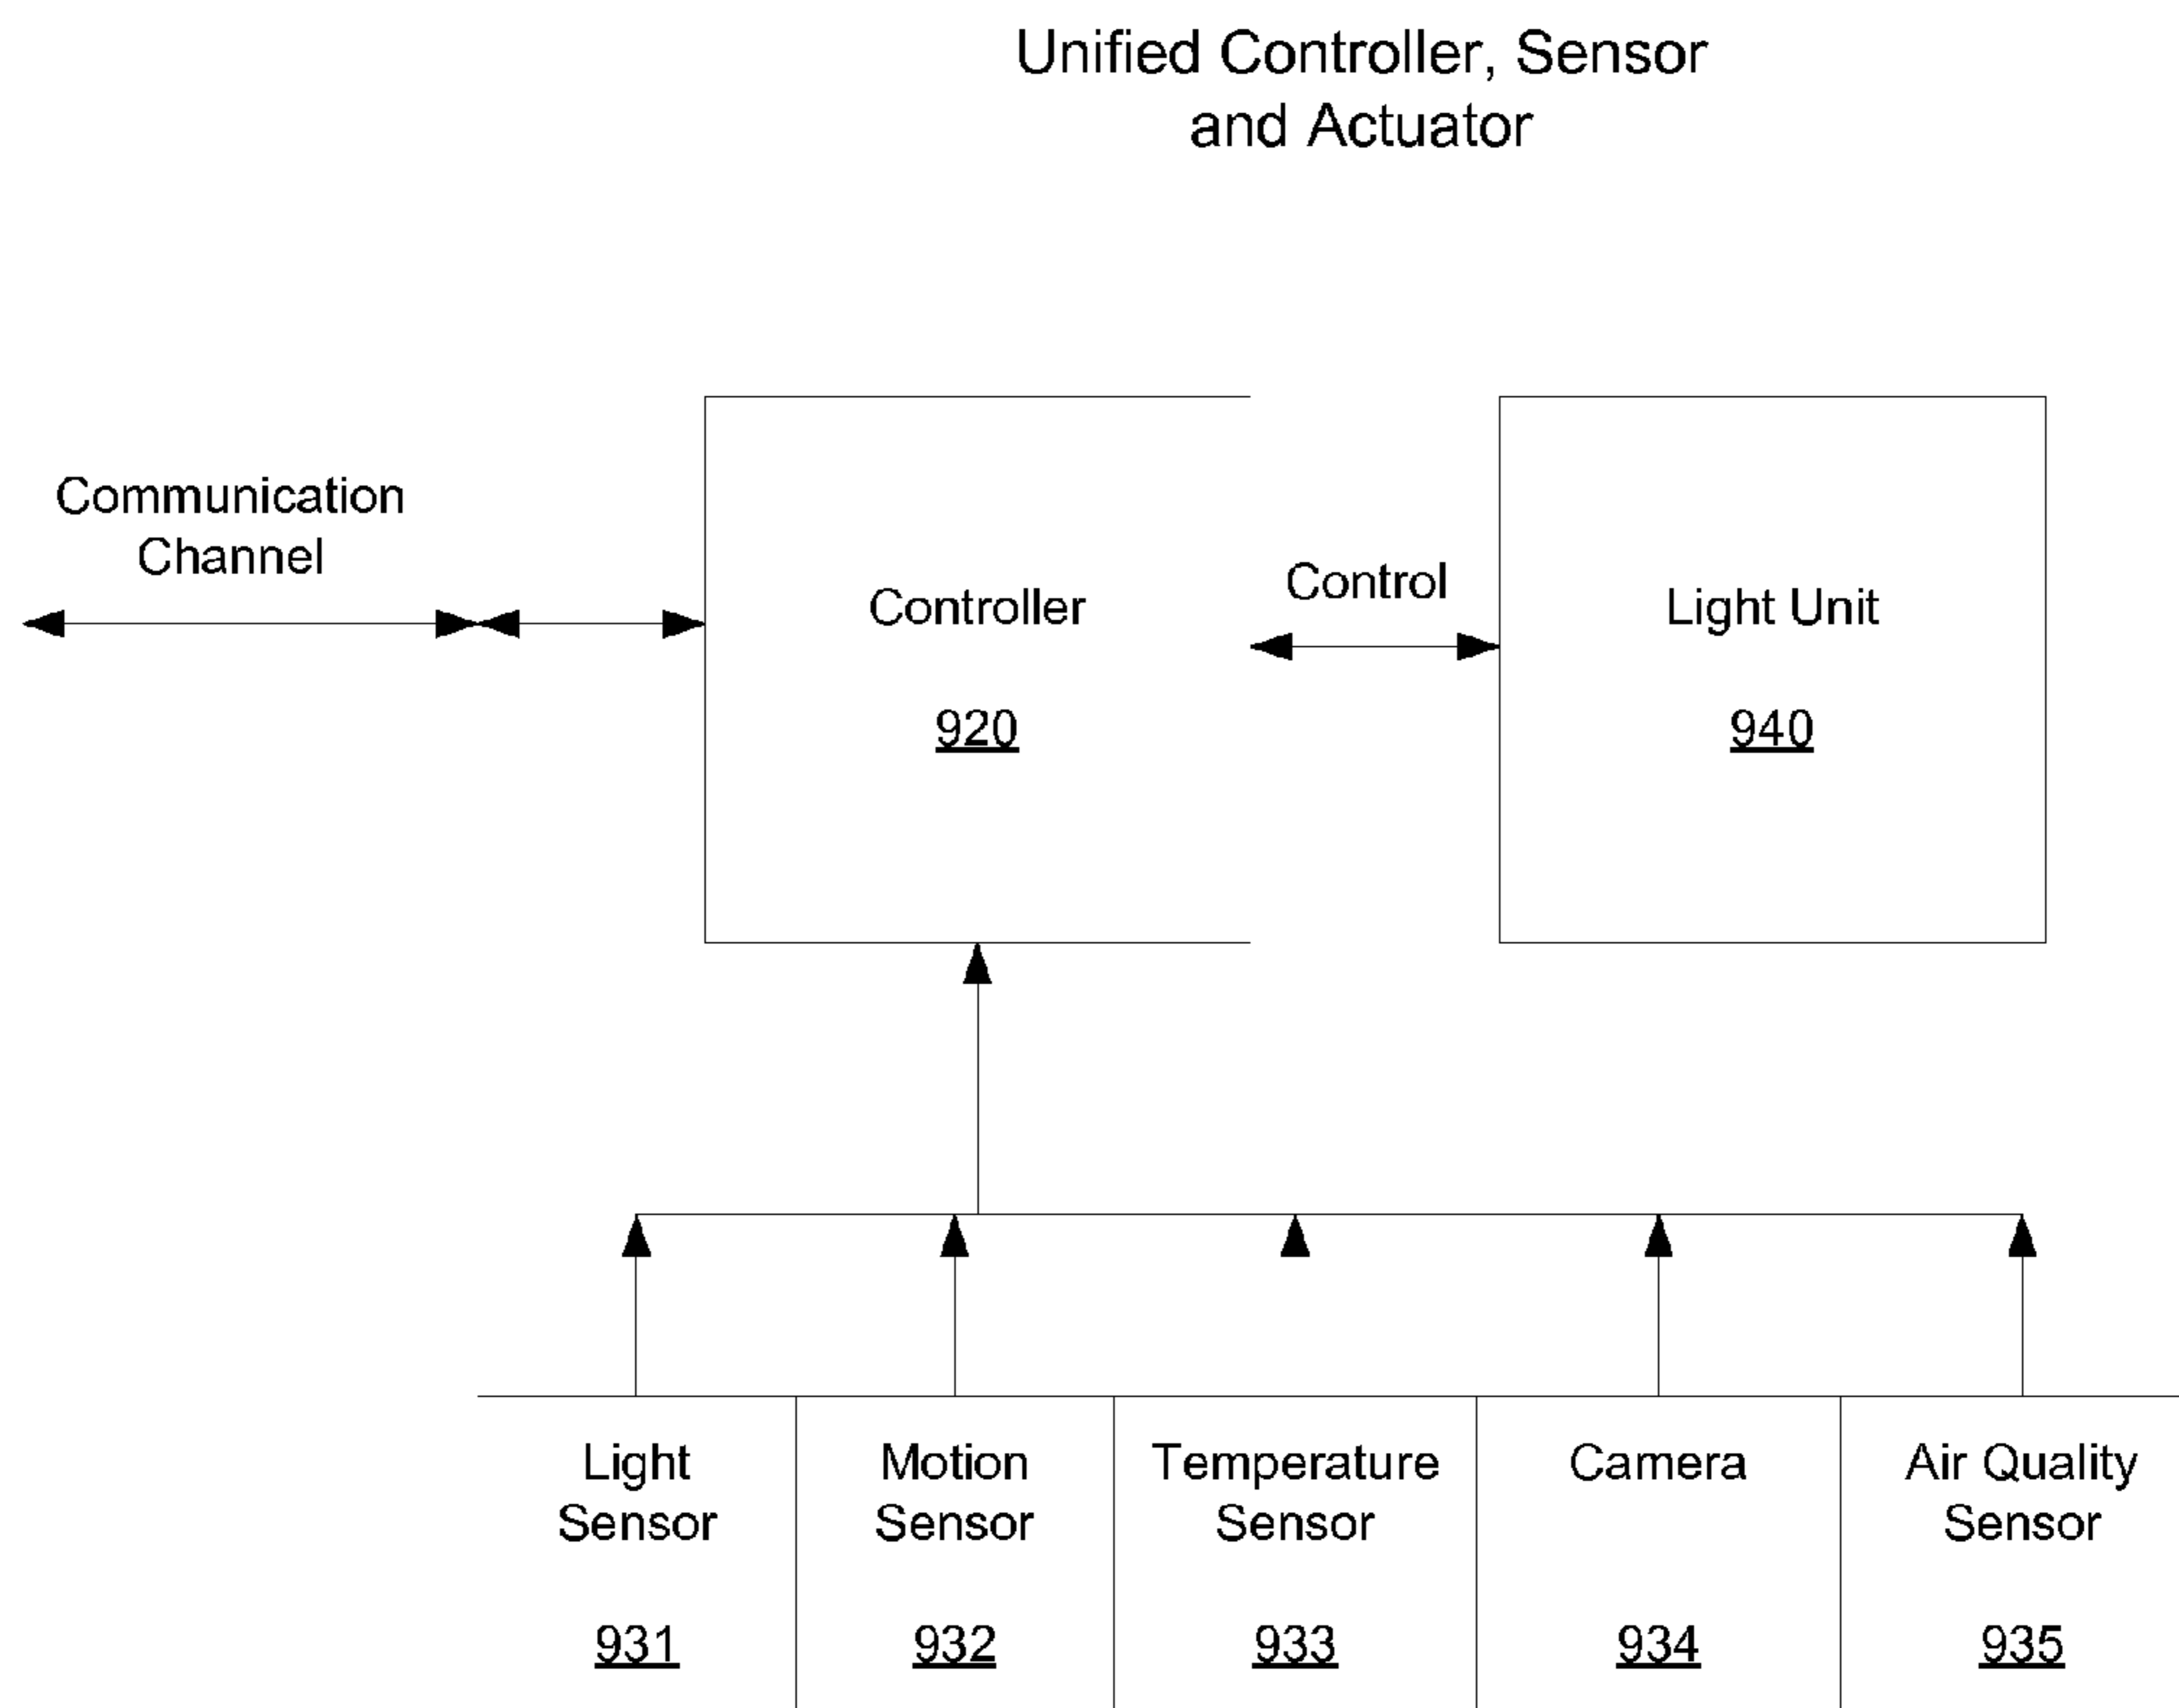 Unified Controller, Sensor
and Actuator
Communication
Channel
Controller
920
Control
Light Unit
940
Light
Sensor
931
Motion
Sensor
932
Temperature
Sensor
933
Camera
934
Air Quality
Sensor
935